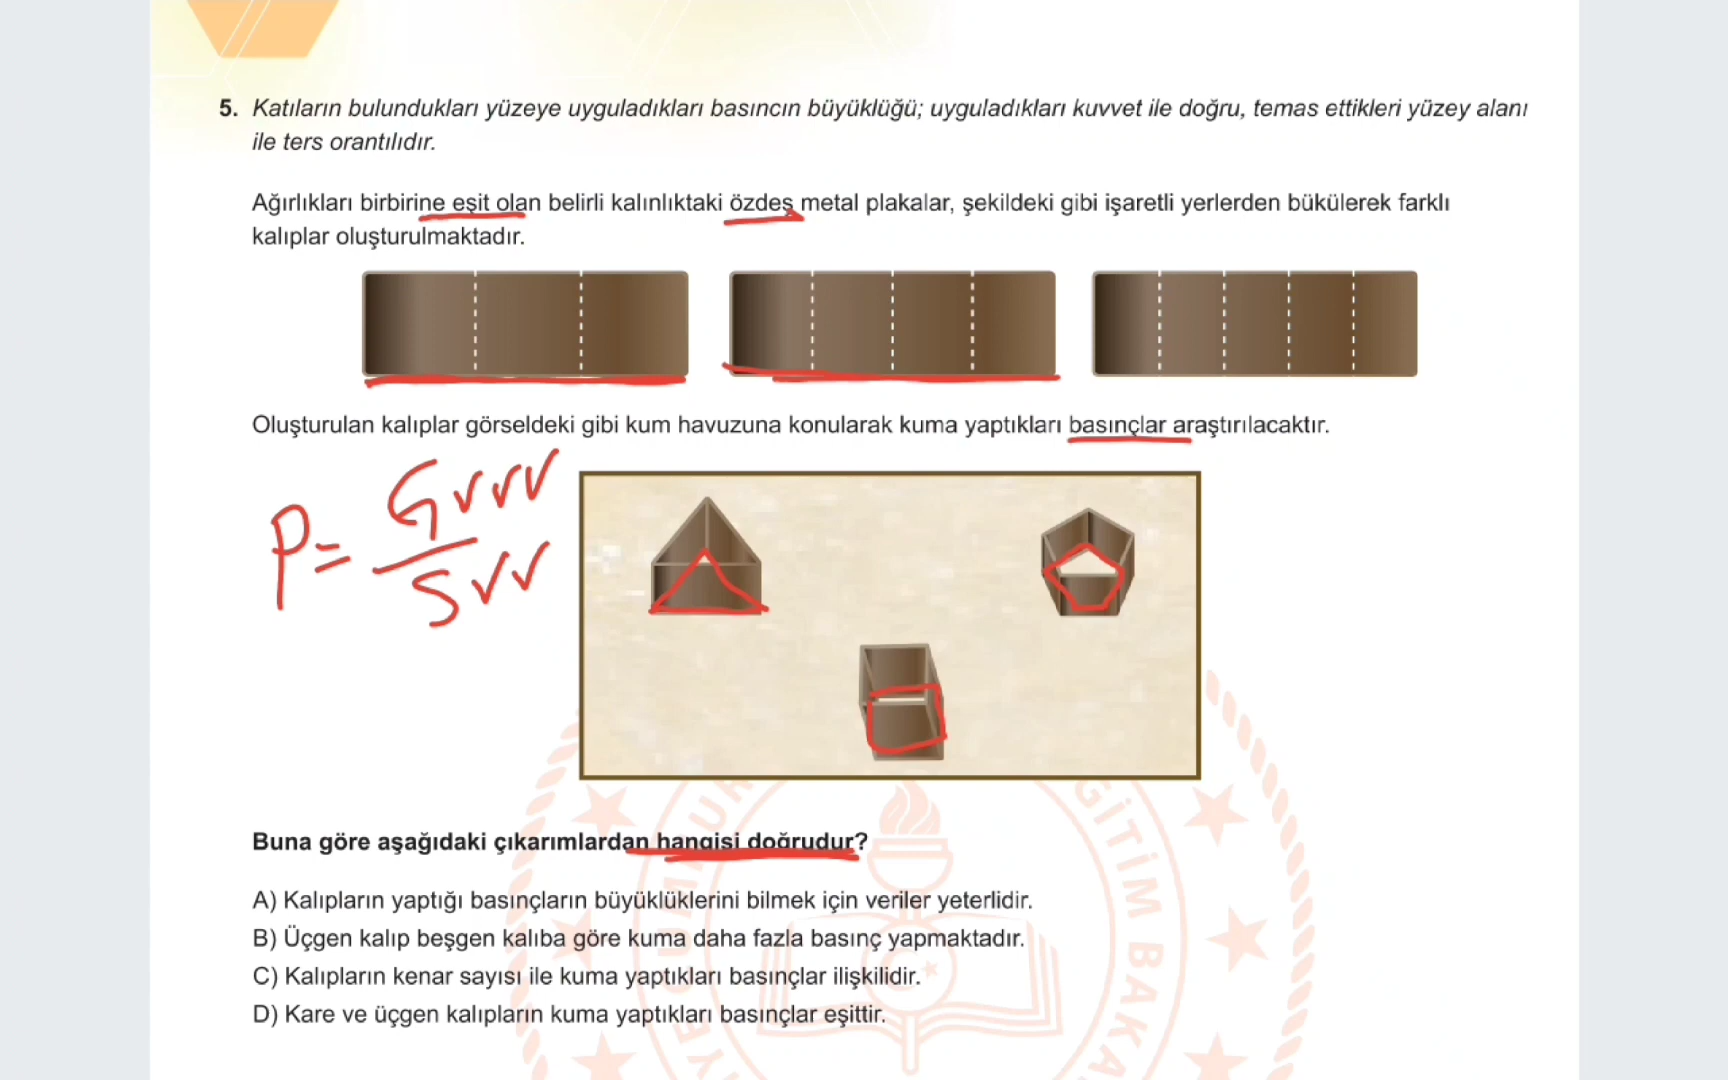 5. Katıların bulundukları yüzeye uyguladıkları basıncın büyüklüğü; uyguladıkları kuvvet ile doğru, temas ettikleri yüzey alanı
ile ters orantılıdır.
Ağırlıkları birbirine eşit olan belirli kalınlıktaki özdeş metal plakalar, şekildeki gibi işaretli yerlerden bükülerek farklı
kalıplar oluşturulmaktadır.
Oluşturulan kalıplar görseldeki gibi kum havuzuna konularak kuma yaptıkları basınçlar araştırılacaktır.
P = G
S
Buna göre aşağıdaki çıkarımlardan hangisi doğrudur?
A) Kalıpların yaptığı basınçların büyüklüklerini bilmek için veriler yeterlidir.
B) Üçgen kalıp beşgen kalıba göre kuma daha fazla basınç yapmaktadır.
C) Kalıpların kenar sayısı ile kuma yaptıkları basınçlar ilişkilidir.
D) Kare ve üçgen kalıpların kuma yaptıkları basınçlar eşittir.